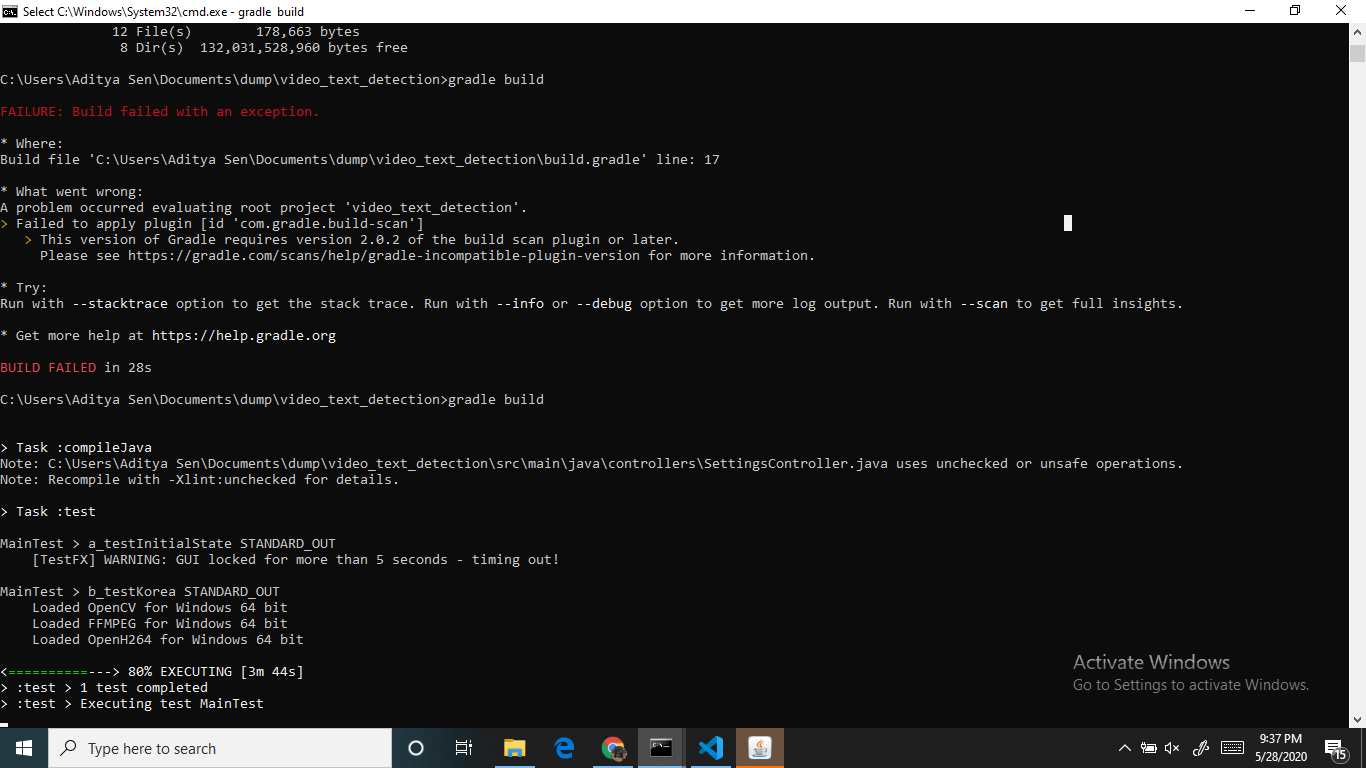 Select C:\Windows\System32\cmd.exe - gradle build
12 File(s) 178,663 bytes
8 Dir(s) 132,031,528,960 bytes free
C:\Users\Aditya Sen\Documents\dump\video_text_detection>gradle build
FAILURE: Build failed with an exception.
* Where:
Build file 'C:\Users\Aditya Sen\Documents\dump\video_text_detection\build.gradle' line: 17
* What went wrong:
A problem occurred evaluating root project 'video_text_detection'.
> Failed to apply plugin [id 'com.gradle.build-scan']
> This version of Gradle requires version 2.0.2 of the build scan plugin or later.
Please see https://gradle.com/scans/help/gradle-incompatible-plugin-version for more information.
* Try:
Run with --stacktrace option to get the stack trace. Run with --info or --debug option to get more log output. Run with --scan to get full insights.
* Get more help at https://help.gradle.org
BUILD FAILED in 28s
C:\Users\Aditya Sen\Documents\dump\video_text_detection>gradle build
> Task :compileJava
Note: C:\Users\Aditya Sen\Documents\dump\video_text_detection\src\main\java\controllers\SettingsController.java uses unchecked or unsafe operations.
Note: Recompile with -Xlint:unchecked for details.
> Task :test
MainTest > a_testInitialState STANDARD_OUT
[TestFX] WARNING: GUI locked for more than 5 seconds - timing out!
MainTest > b_testKorea STANDARD_OUT
Loaded OpenCV for Windows 64 bit
Loaded FFMPEG for Windows 64 bit
Loaded OpenH264 for Windows 64 bit
<==========---> 80% EXECUTING [3m 44s]
> :test > 1 test completed
> :test > Executing test MainTest
Activate Windows
Go to Settings to activate Windows.
Type here to search
9:37 PM
5/28/2020
15